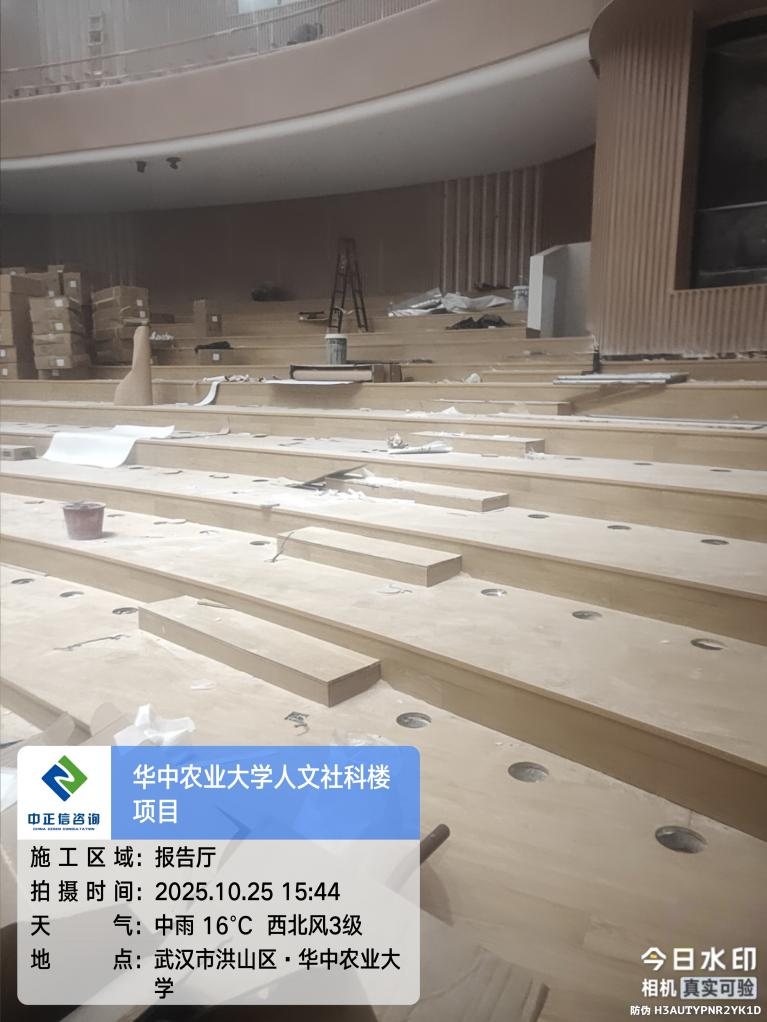 华中农业大学人文社科楼
项目
中正信咨询
施工区域：报告厅
拍摄时间：2025.10.25 15:44
天气：中雨 16℃ 西北风3级
地点：武汉市洪山区·华中农业大
学
今日水印
相机 真实可验
防伪 H3AUTYPNR2YK1D